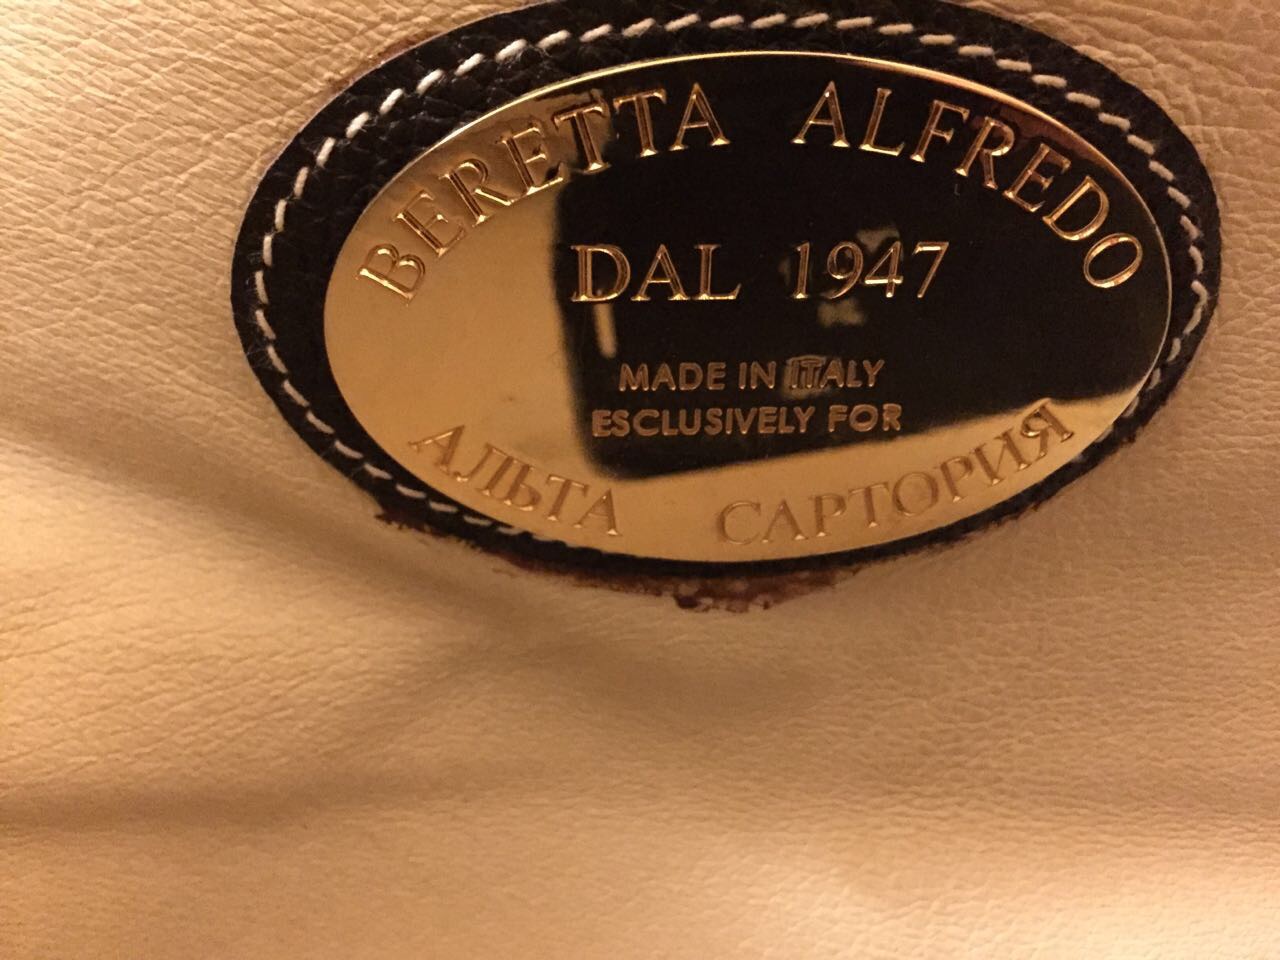 BERETTA ALFREDO
DAL 1947
MADE IN ITALY
ESCLUSIVELY FOR
АЛЬТА САРТОРИЯ